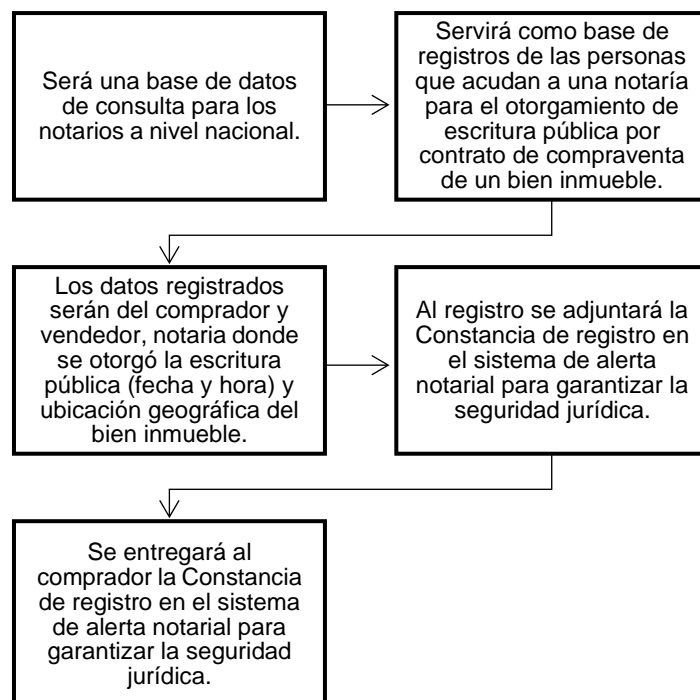 Será una base de datos
de consulta para los
notarios a nivel nacional.
Servirá como base de
registros de las personas
que acudan a una notaría
para el otorgamiento de
escritura pública por
contrato de compraventa
de un bien inmueble.
Los datos registrados
serán del comprador y
vendedor, notaria donde
se otorgó la escritura
pública (fecha y hora) y
ubicación geográfica del
bien inmueble.
Al registro se adjuntará la
Constancia de registro en
el sistema de alerta
notarial para garantizar la
seguridad jurídica.
Se entregará al
comprador la Constancia
de registro en el sistema
de alerta notarial para
garantizar la seguridad
jurídica.